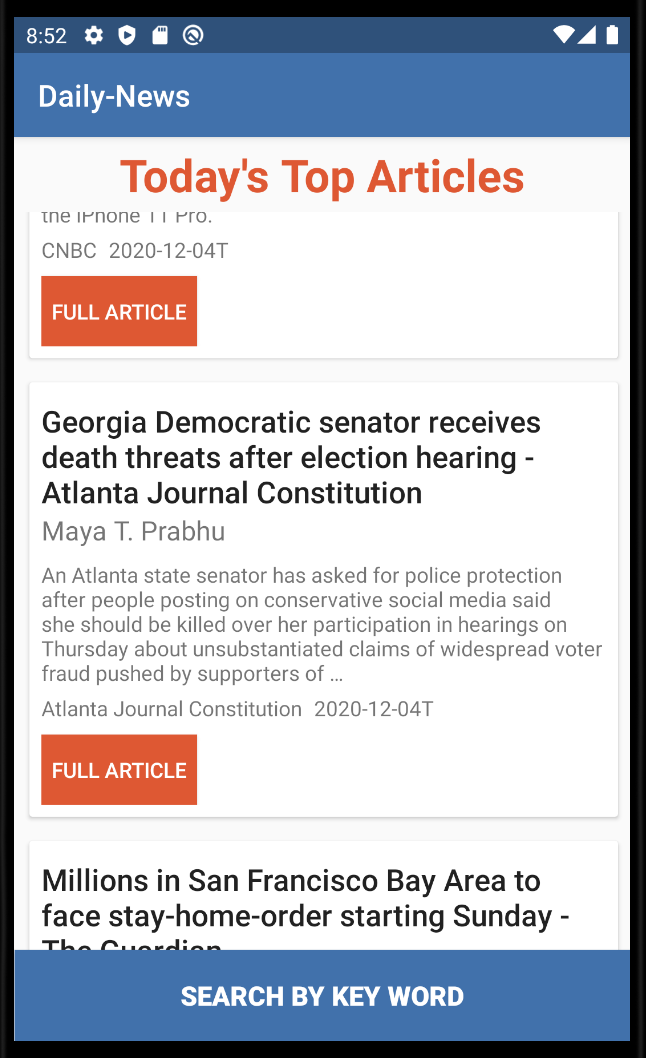 8:52
Daily-News
Today's Top Articles
the iPhone 11 Pro.
CNBC 2020-12-04T
FULL ARTICLE
Georgia Democratic senator receives
death threats after election hearing -
Atlanta Journal Constitution
Maya T. Prabhu
An Atlanta state senator has asked for police protection
after people posting on conservative social media said
she should be killed over her participation in hearings on
Thursday about unsubstantiated claims of widespread voter
fraud pushed by supporters of …
Atlanta Journal Constitution 2020-12-04T
FULL ARTICLE
Millions in San Francisco Bay Area to
face stay-home-order starting Sunday -
The Guardian
SEARCH BY KEY WORD